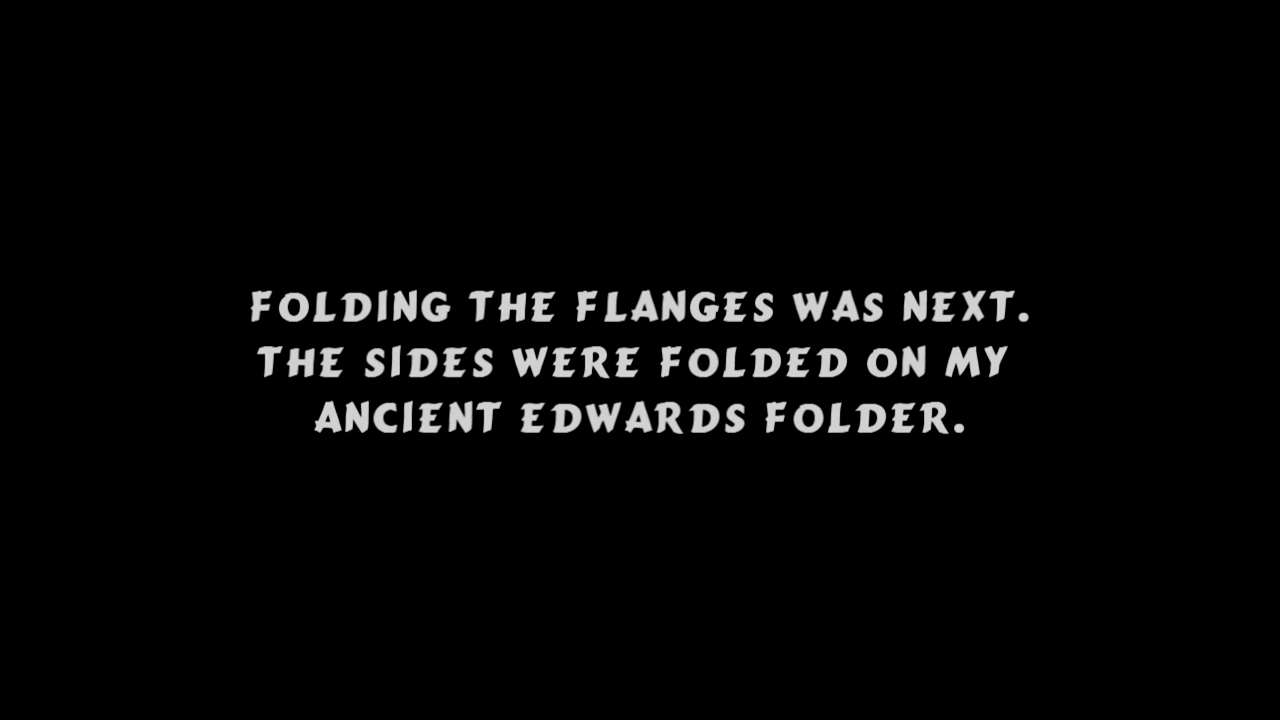 FOLDING THE FLANGES WAS NEXT.
THE SIDES WERE FOLDED ON MY
ANCIENT EDWARDS FOLDER.